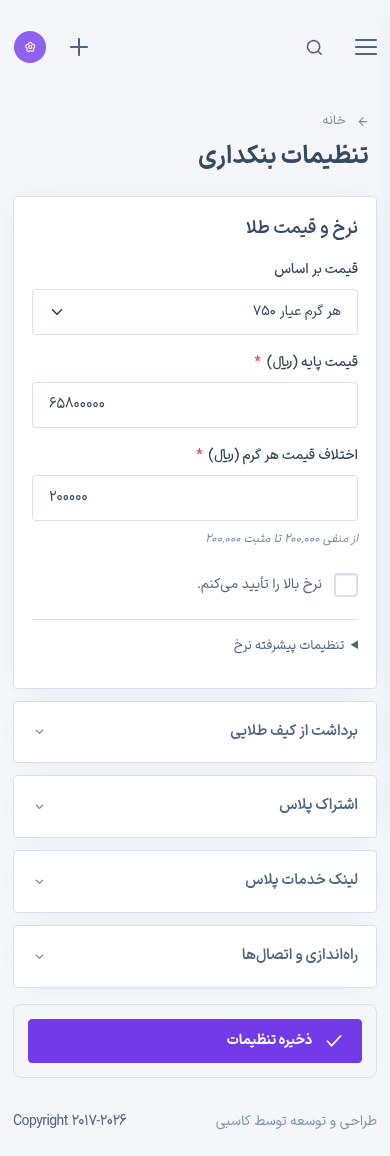 خانه
تنظیمات بنکداری
نرخ و قیمت طلا
قیمت بر اساس
هر گرم عیار ۷۵۰
قیمت پایه (ریال) *
۶۵۸۰۰۰۰۰
اختلاف قیمت هر گرم (ریال) *
۲۰۰۰۰۰
از منفی ۲۰۰,۰۰۰ تا مثبت ۲۰۰,۰۰۰
نرخ بالا را تأیید می‌کنم.
تنظیمات پیشرفته نرخ
برداشت از کیف طلایی
اشتراک پلاس
لینک خدمات پلاس
راه‌اندازی و اتصال‌ها
ذخیره تنظیمات
طراحی و توسعه توسط کاسبی
Copyright ۲۰۱۷-۲۰۲۶